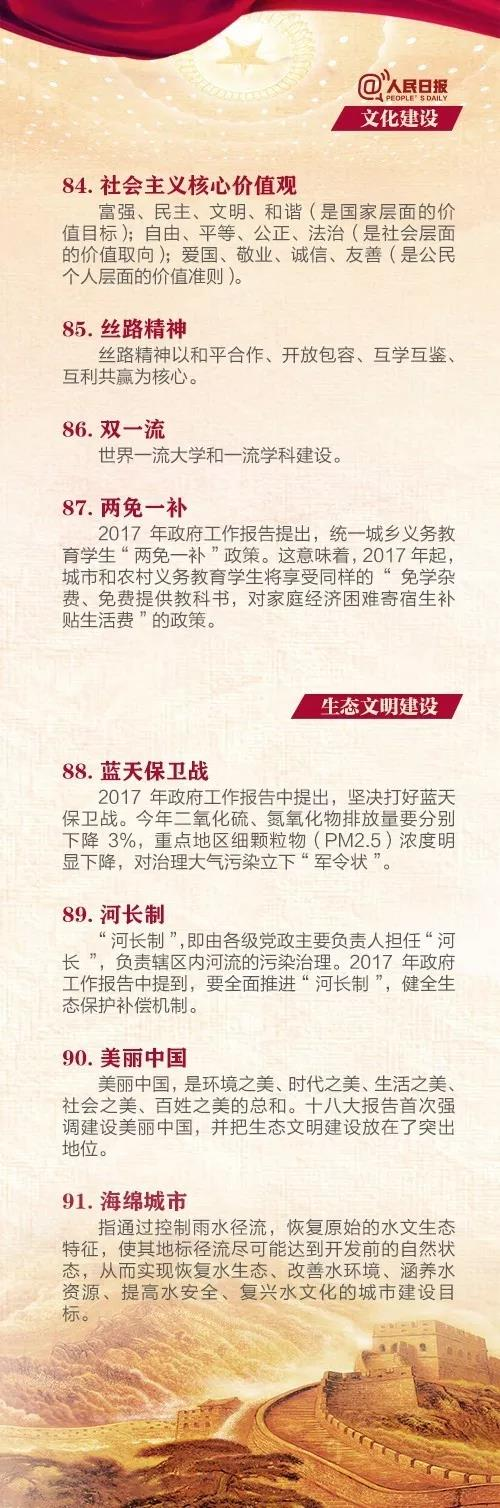 @人民日报
PEOPLE'S DAILY
文化建设
84. 社会主义核心价值观
富强、民主、文明、和谐（是国家层面的价
值目标）；自由、平等、公正、法治（是社会层面
的价值取向）；爱国、敬业、诚信、友善（是公民
个人层面的价值准则）。
85. 丝路精神
丝路精神以和平合作、开放包容、互学互鉴、
互利共赢为核心。
86. 双一流
世界一流大学和一流学科建设。
87. 两免一补
2017 年政府工作报告提出，统一城乡义务教
育学生“两免一补”政策。这意味着，2017 年起，
城市和农村义务教育学生将享受同样的“ 免学杂
费、免费提供教科书，对家庭经济困难寄宿生补
贴生活费”的政策。
生态文明建设
88. 蓝天保卫战
2017 年政府工作报告中提出，坚决打好蓝天
保卫战。今年二氧化硫、氮氧化物排放量要分别
下降 3%，重点地区细颗粒物（PM2.5）浓度明
显下降，对治理大气污染立下“军令状”。
89. 河长制
“河长制”，即由各级党政主要负责人担任“河
长 ”，负责辖区内河流的污染治理。2017 年政府
工作报告中提到，要全面推进“河长制”，健全生
态保护补偿机制。
90. 美丽中国
美丽中国，是环境之美、时代之美、生活之美、
社会之美、百姓之美的总和。十八大报告首次强
调建设美丽中国，并把生态文明建设放在了突出
地位。
91. 海绵城市
指通过控制雨水径流，恢复原始的水文生态
特征，使其地标径流尽可能达到开发前的自然状
态，从而实现恢复水生态、改善水环境、涵养水
资源、提高水安全、复兴水文化的城市建设目
标。